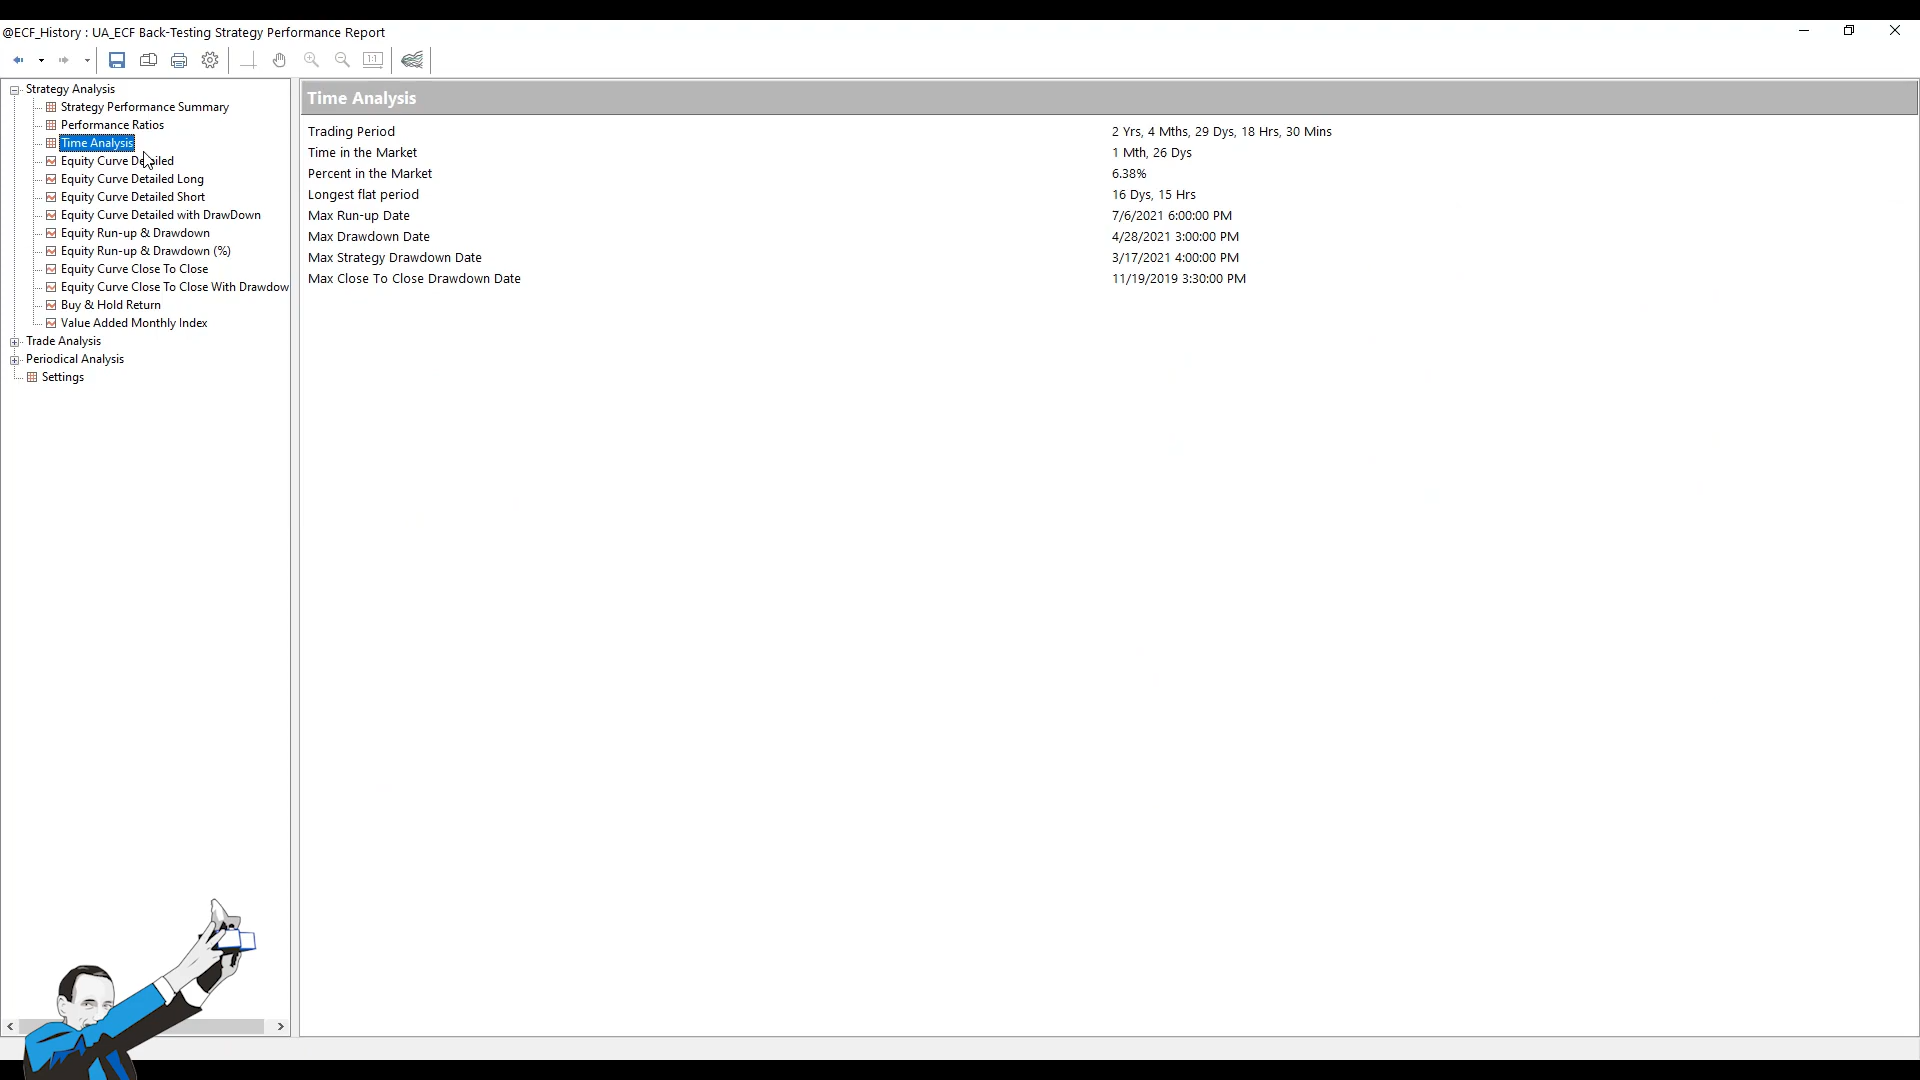 @ECF_History : UA_ECF Back-Testing Strategy Performance Report
1:1
Strategy Analysis
Strategy Performance Summary
Performance Ratios
Time Analysis
Equity Curve Detailed
Equity Curve Detailed Long
Equity Curve Detailed Short
Equity Curve Detailed with DrawDown
Equity Run-up & Drawdown
Equity Run-up & Drawdown (%)
Equity Curve Close To Close
Equity Curve Close To Close With Drawdow
Buy & Hold Return
Value Added Monthly Index
Trade Analysis
Periodical Analysis
Settings
Time Analysis
Trading Period 2 Yrs, 4 Mths, 29 Dys, 18 Hrs, 30 Mins
Time in the Market 1 Mth, 26 Dys
Percent in the Market 6.38%
Longest flat period 16 Dys, 15 Hrs
Max Run-up Date 7/6/2021 6:00:00 PM
Max Drawdown Date 4/28/2021 3:00:00 PM
Max Strategy Drawdown Date 3/17/2021 4:00:00 PM
Max Close To Close Drawdown Date 11/19/2019 3:30:00 PM